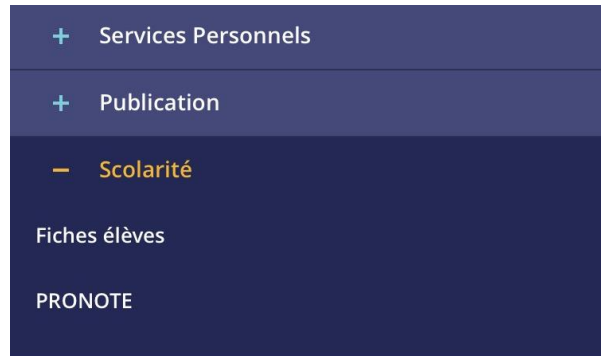 + Services Personnels
+ Publication
− Scolarité
Fiches élèves
PRONOTE